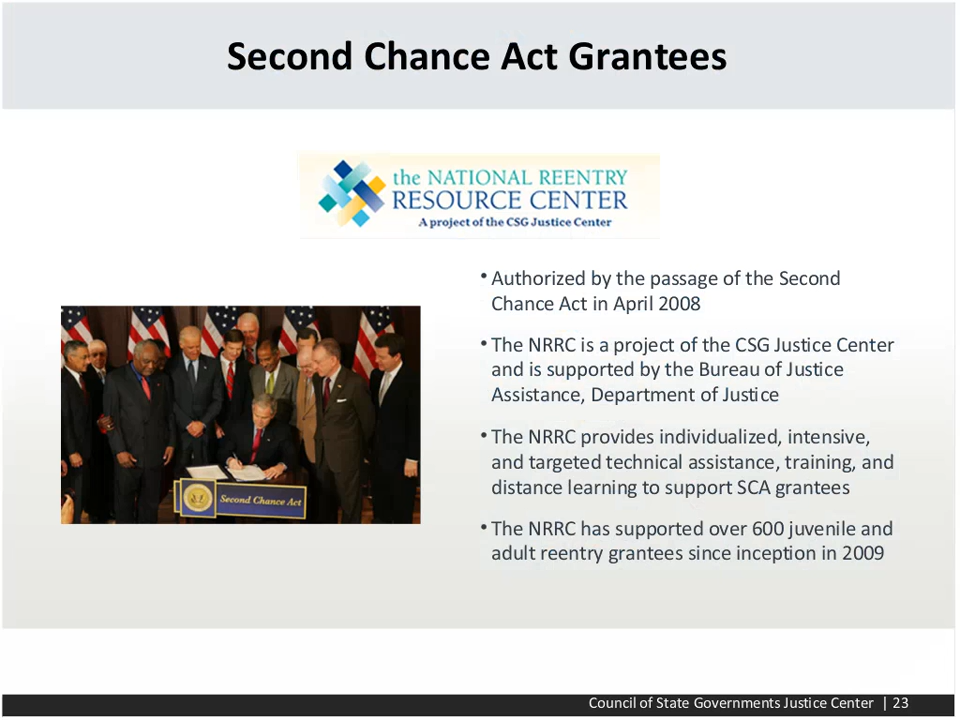 Second Chance Act Grantees
the NATIONAL REENTRY
RESOURCE CENTER
A project of the CSG Justice Center
• Authorized by the passage of the Second
Chance Act in April 2008
• The NRRC is a project of the CSG Justice Center
and is supported by the Bureau of Justice
Assistance, Department of Justice
• The NRRC provides individualized, intensive,
and targeted technical assistance, training, and
distance learning to support SCA grantees
• The NRRC has supported over 600 juvenile and
adult reentry grantees since inception in 2009
Second Chance Act
Council of State Governments Justice Center | 23